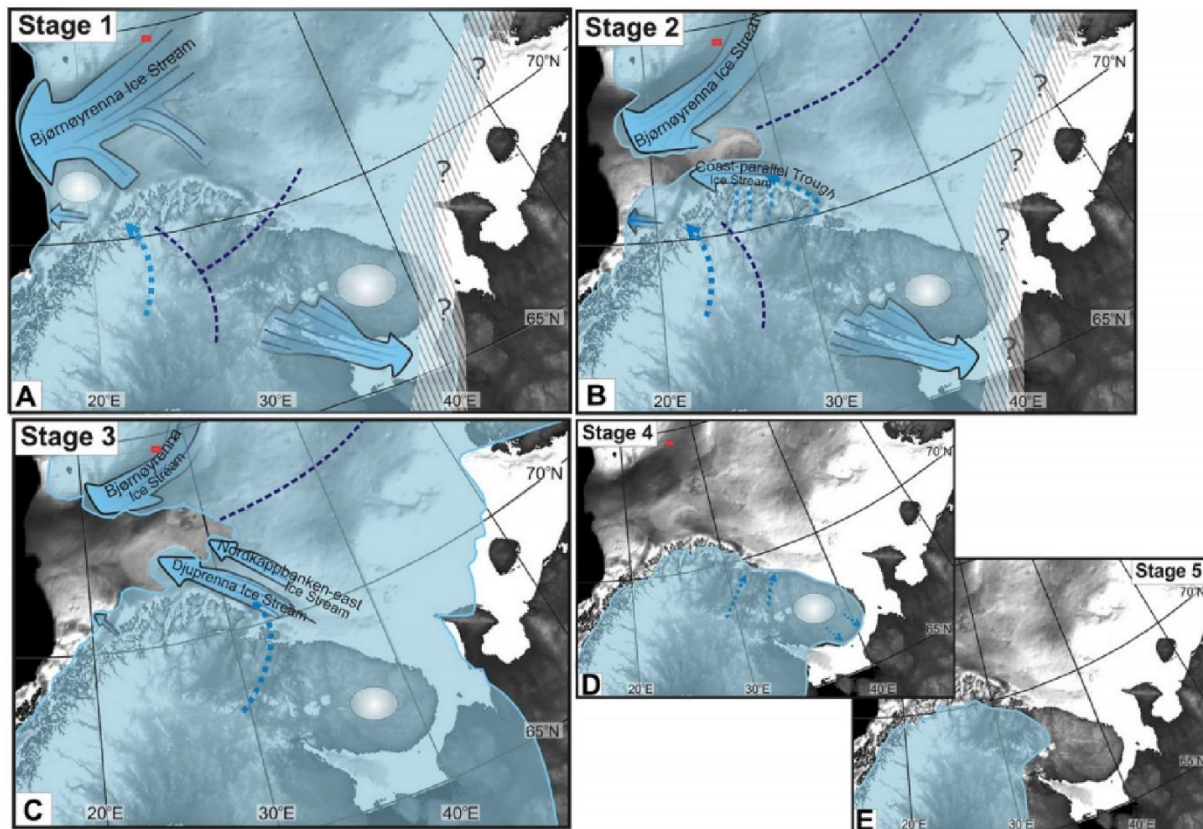 Stage 1
Bjørnøyrenna Ice Stream
?
70°N
?
?
65°N
A
20°E
30°E
40°E
Stage 2
Bjørnøyrenna Ice Stream
?
70°N
Coast-parallel Trough
Ice Stream
?
?
65°N
?
B
20°E
30°E
40°E
Stage 3
Bjørnøyrenna
Ice Stream
70°N
Nordkappbanken-east
Ice Stream
Djuprenna Ice Stream
65°N
C
20°E
30°E
40°E
Stage 4
70°N
65°N
D
20°E
30°E
40°E
Stage 5
70°N
65°N
E
20°E
30°E
40°E